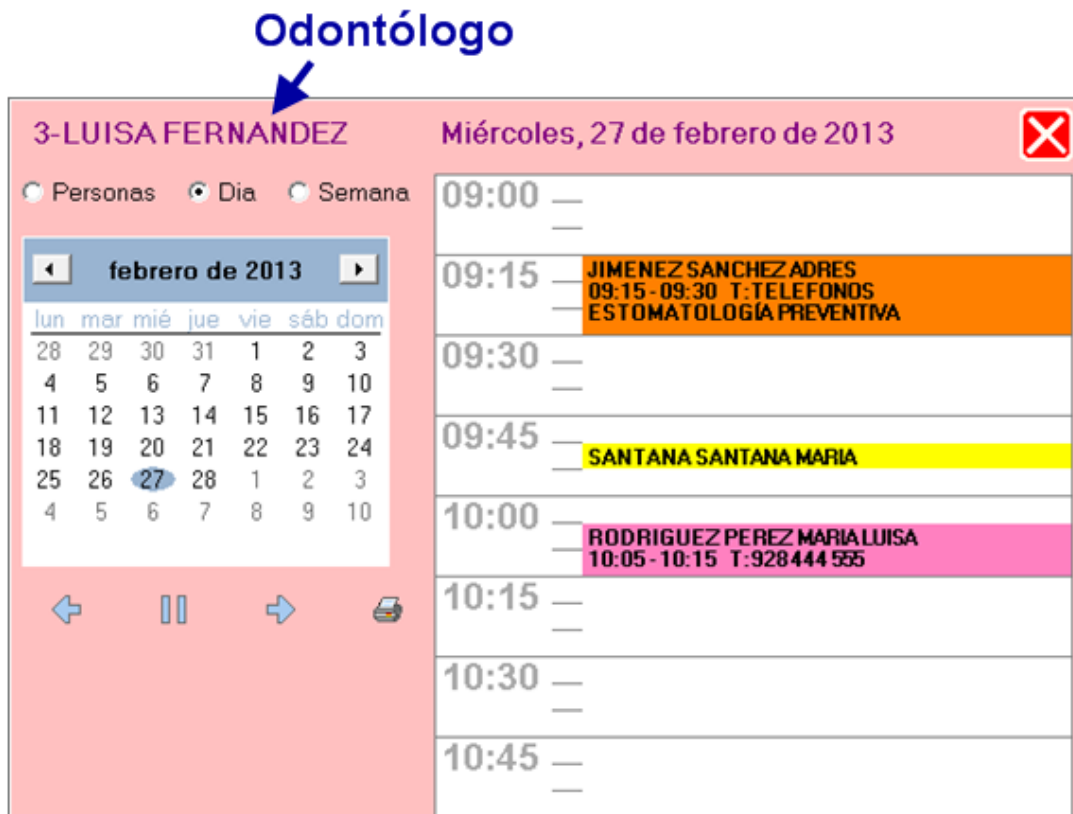 Odontólogo
3-LUISA FERNANDEZ
Miércoles, 27 de febrero de 2013
Personas Dia Semana
febrero de 2013
lun mar mié jue vie sáb dom
28 29 30 31 1 2 3
4 5 6 7 8 9 10
11 12 13 14 15 16 17
18 19 20 21 22 23 24
25 26 27 28 1 2 3
4 5 6 7 8 9 10
09:00
09:15
JIMENEZ SANCHEZ ADRES
09:15 - 09:30 T:TELEFONOS
ESTOMATOLOGÍA PREVENTIVA
09:30
09:45
SANTANA SANTANA MARIA
10:00
RODRIGUEZ PEREZ MARIA LUISA
10:05 - 10:15 T:928 444 555
10:15
10:30
10:45